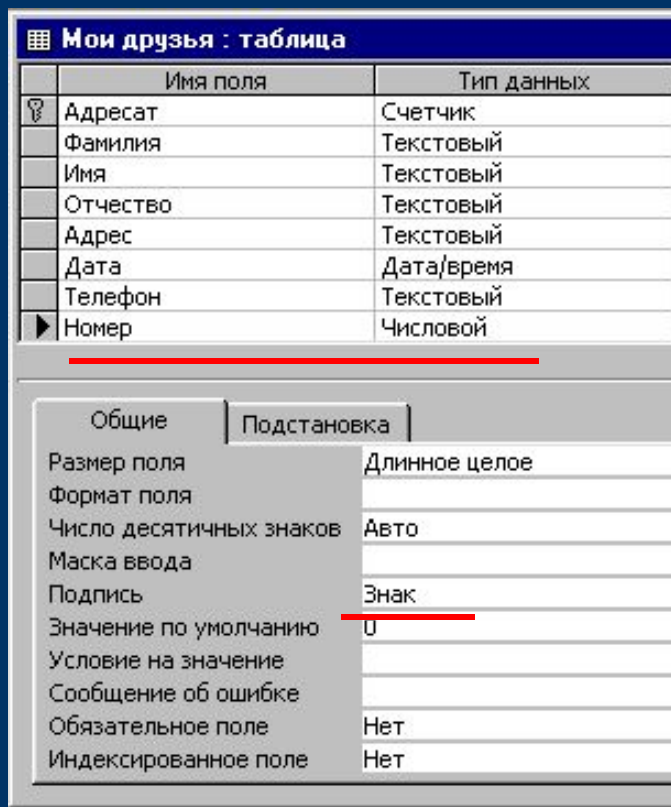 Мои друзья : таблица
Имя поля Тип данных
Адресат Счетчик
Фамилия Текстовый
Имя Текстовый
Отчество Текстовый
Адрес Текстовый
Дата Дата/время
Телефон Текстовый
Номер Числовой
Общие Подстановка
Размер поля Длинное целое
Формат поля
Число десятичных знаков Авто
Маска ввода
Подпись Знак
Значение по умолчанию 0
Условие на значение
Сообщение об ошибке
Обязательное поле Нет
Индексированное поле Нет